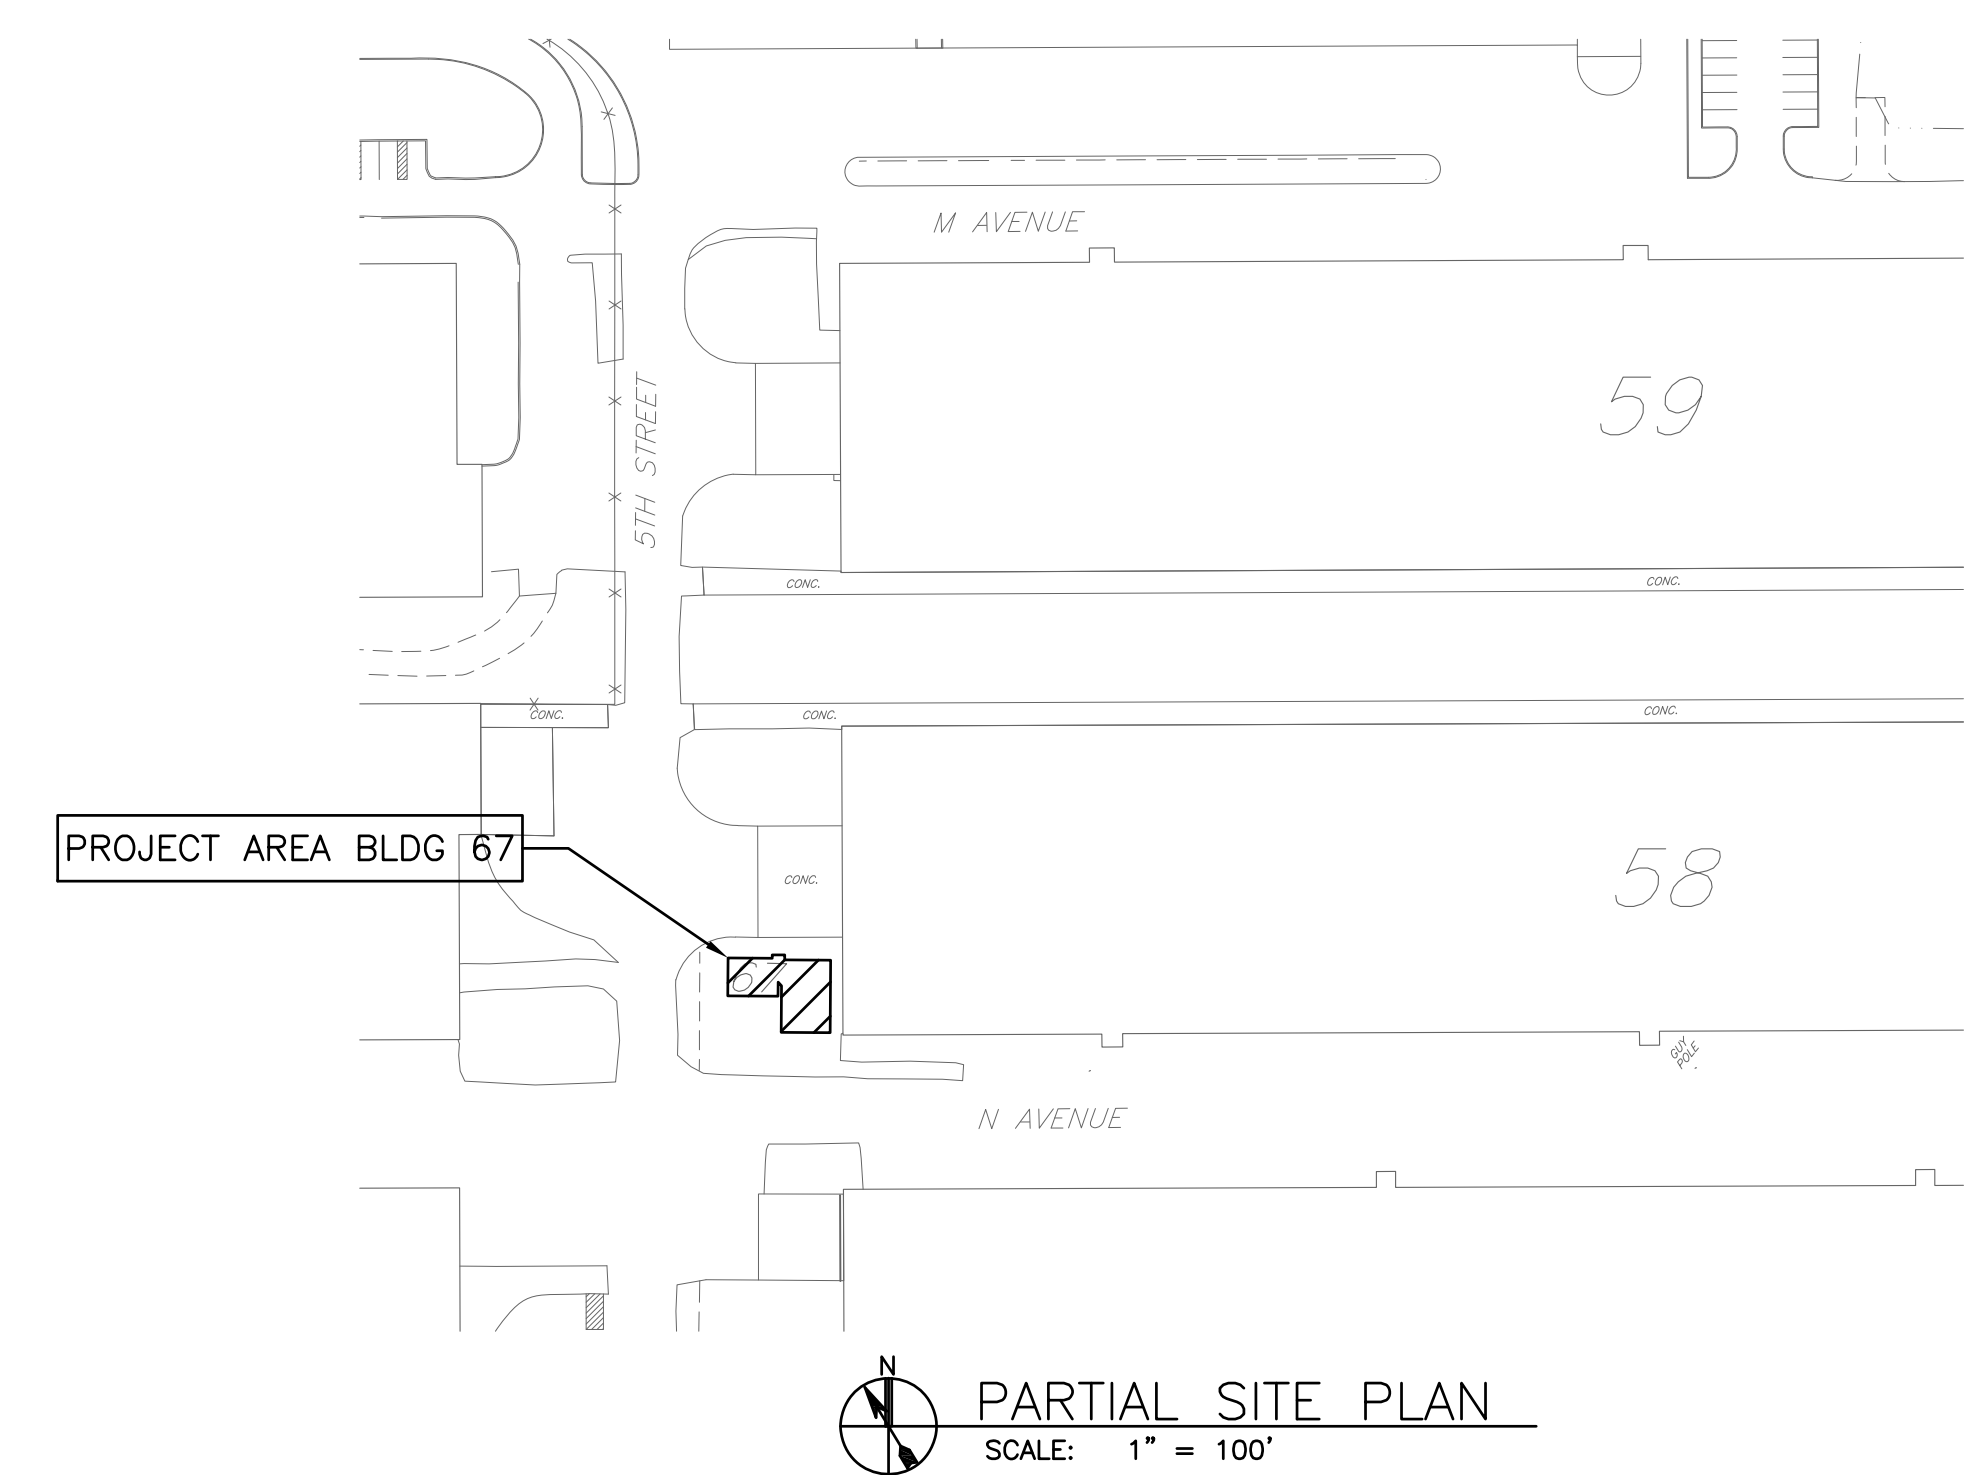 M AVENUE
59
5TH STREET
CONC.
CONC.
CONC.
CONC.
CONC.
PROJECT AREA BLDG 67
CONC.
58
GUY
POLE
N AVENUE
N
PARTIAL SITE PLAN
SCALE: 1" = 100'